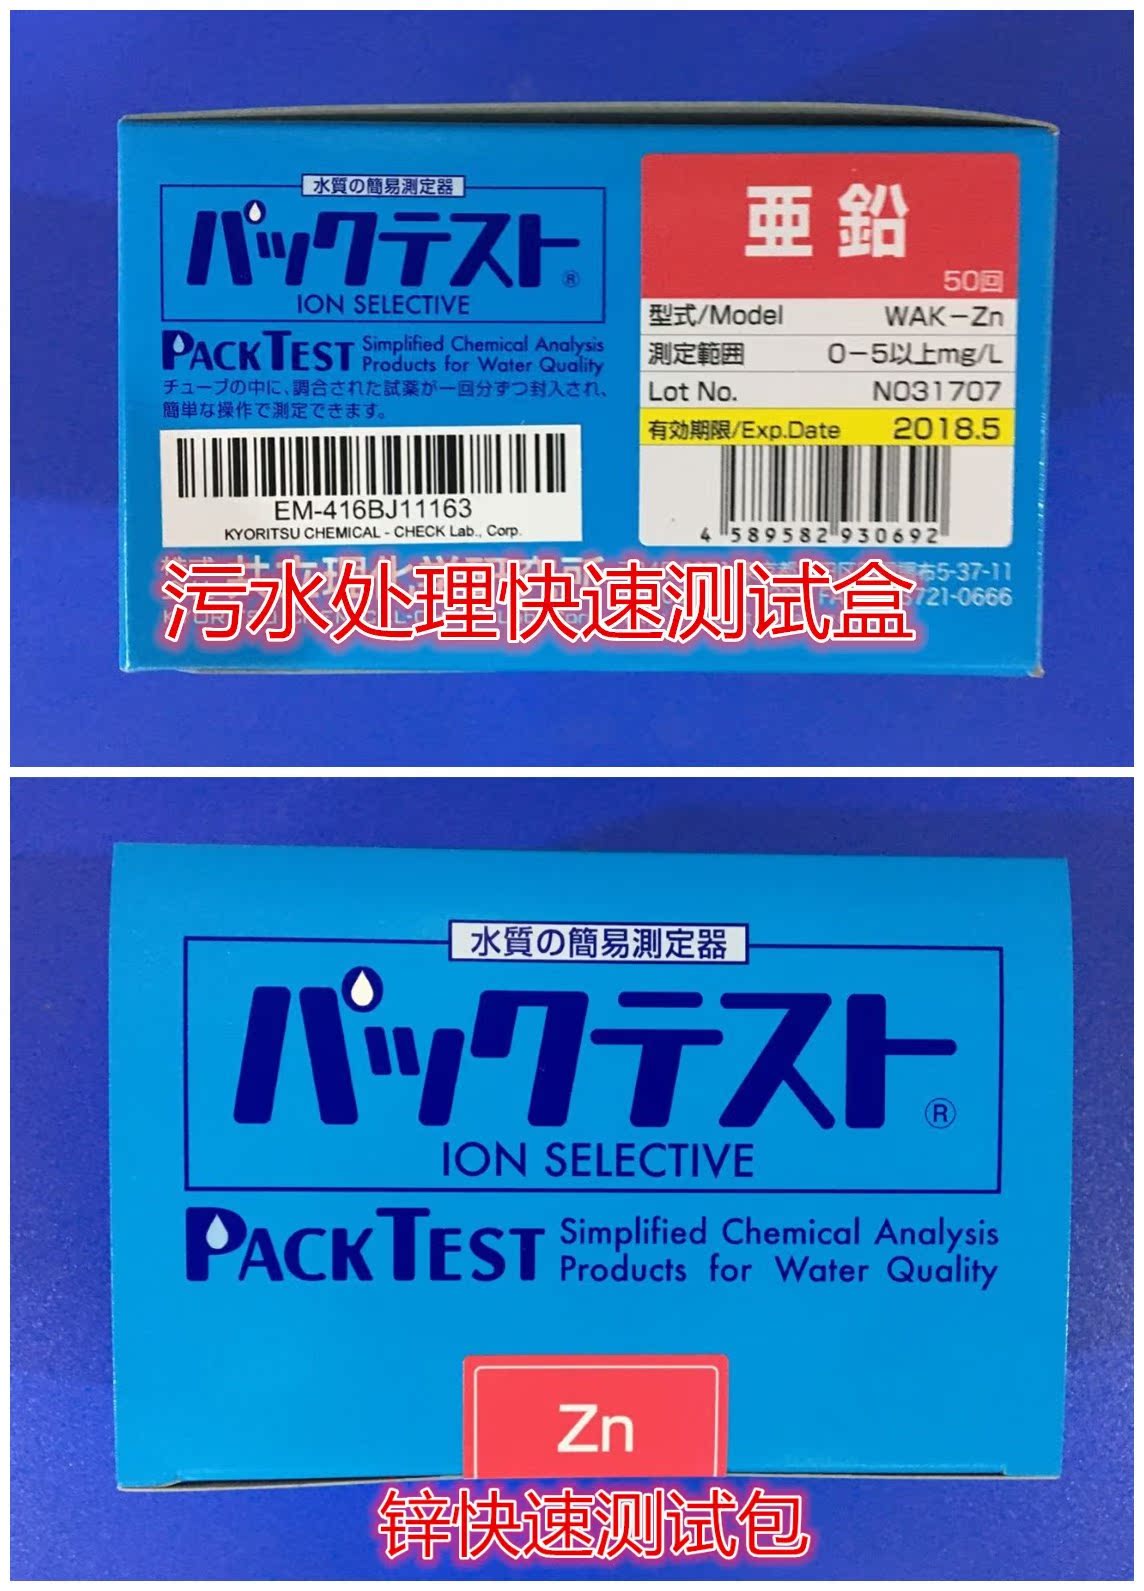 水質の簡易測定器
パックテスト®
ION SELECTIVE
PACKTEST Simplified Chemical Analysis
Products for Water Quality
チューブの中に、調合された試薬が一回分ずつ封入され、
簡単な操作で測定できます。
EM-416BJ11163
KYORITSU CHEMICAL - CHECK Lab., Corp.
亜鉛
50回
型式/Model WAK-Zn
測定範囲 0-5以上mg/L
Lot No. N031707
有効期限/Exp.Date 2018.5
4 589582 930692
布5-37-11
721-0666
污水处理快速测试盒
水質の簡易測定器
パックテスト®
ION SELECTIVE
PACKTEST Simplified Chemical Analysis
Products for Water Quality
Zn
锌快速测试包